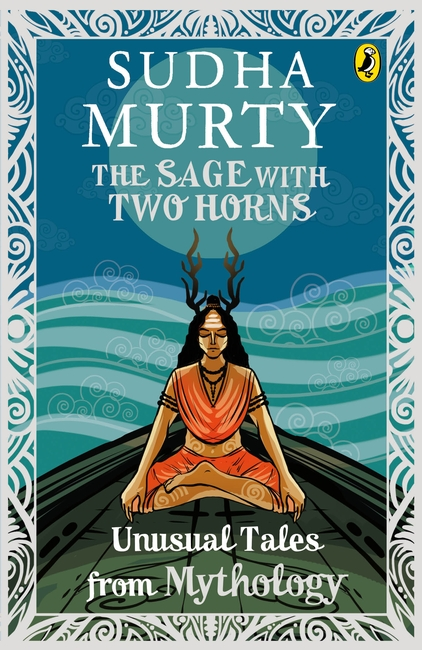 SUDHA
MURTY
THE SAGE WITH
TWO HORNS
Unusual Tales
from Mythology